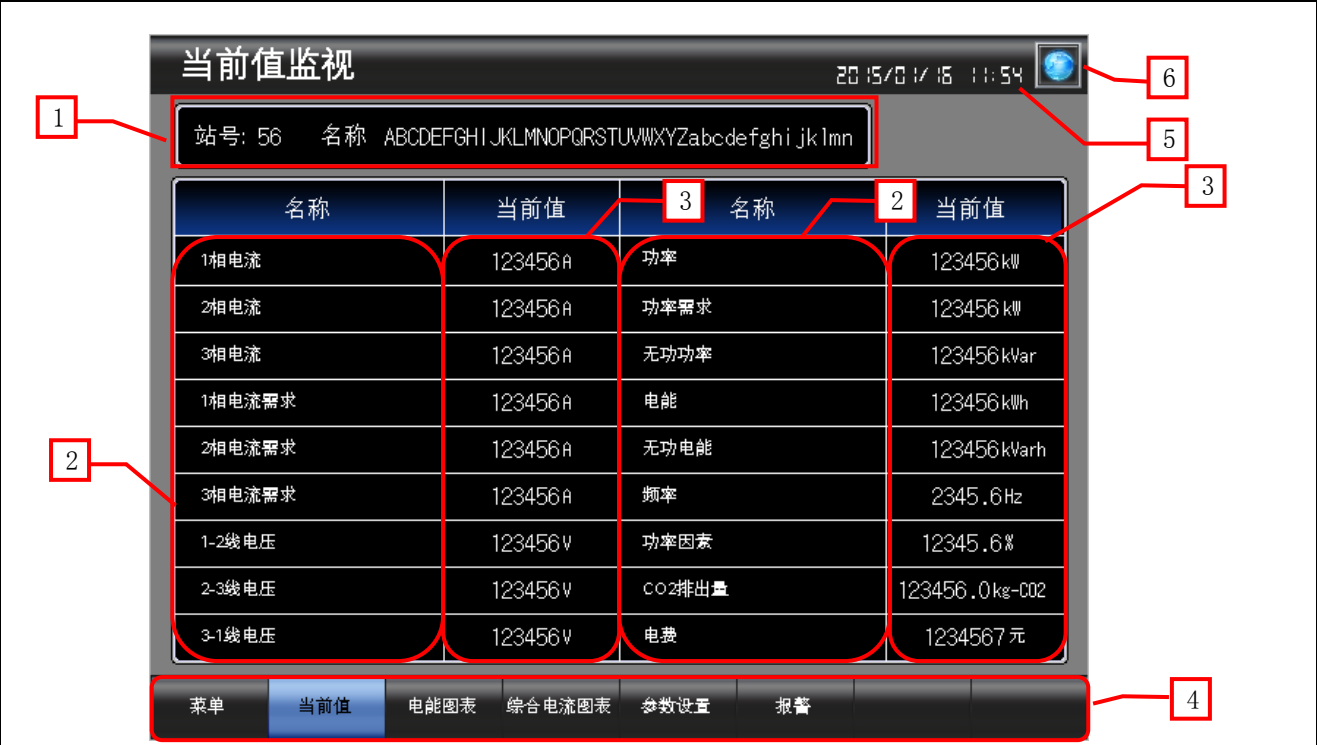 当前值监视
2015/01/16 11:54
6
1
站号: 56 名称 ABCDEFGHIJKLMNOPQRSTUVWXYZabcdefghijklmn
5
3
名称 当前值 3 名称 2 当前值
1相电流 123456A 功率 123456kW
2相电流 123456A 功率需求 123456kW
3相电流 123456A 无功功率 123456kVar
1相电流需求 123456A 电能 123456kWh
2相电流需求 123456A 无功电能 123456kVarh
2
3相电流需求 123456A 频率 2345.6Hz
1-2线电压 123456V 功率因素 12345.6%
2-3线电压 123456V CO2排出量 123456.0kg-CO2
3-1线电压 123456V 电费 1234567元
菜单 当前值 电能图表 综合电流图表 参数设置 报警
4